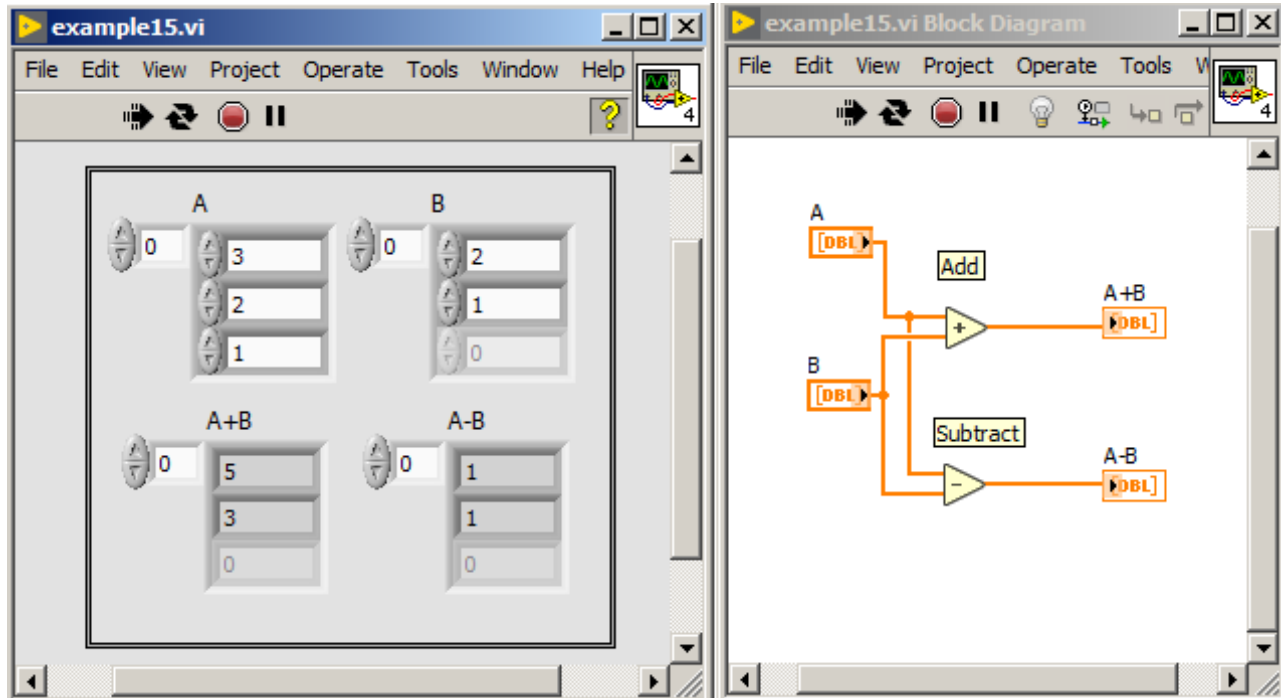 example15.vi
File Edit View Project Operate Tools Window Help
?
4
A B
0 3 0 2
2 1
1 0
A+B A-B
0 5 0 1
3 1
0 0
example15.vi Block Diagram
File Edit View Project Operate Tools W
4
A
[DBL]
Add
A+B
+
DBL]
B
[DBL]
Subtract
A-B
-
DBL]